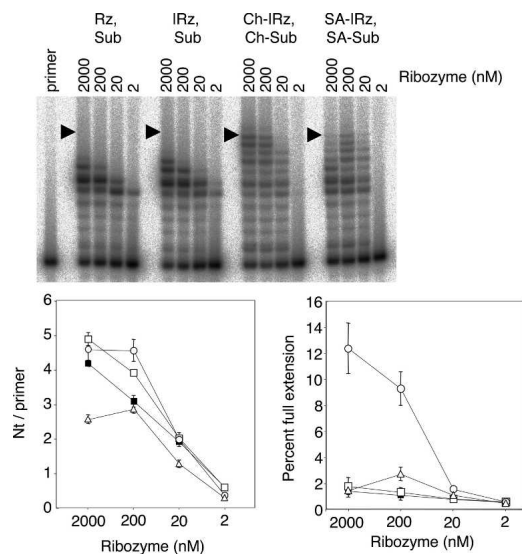 Rz, Sub
lRz, Sub
Ch-lRz, Ch-Sub
SA-lRz, SA-Sub
primer
2000 200 20 2
2000 200 20 2
2000 200 20 2
2000 200 20 2
Ribozyme (nM)
Nt / primer
6
5
4
3
2
1
0
2000 200 20 2
Ribozyme (nM)
Percent full extension
16
14
12
10
8
6
4
2
0
2000 200 20 2
Ribozyme (nM)